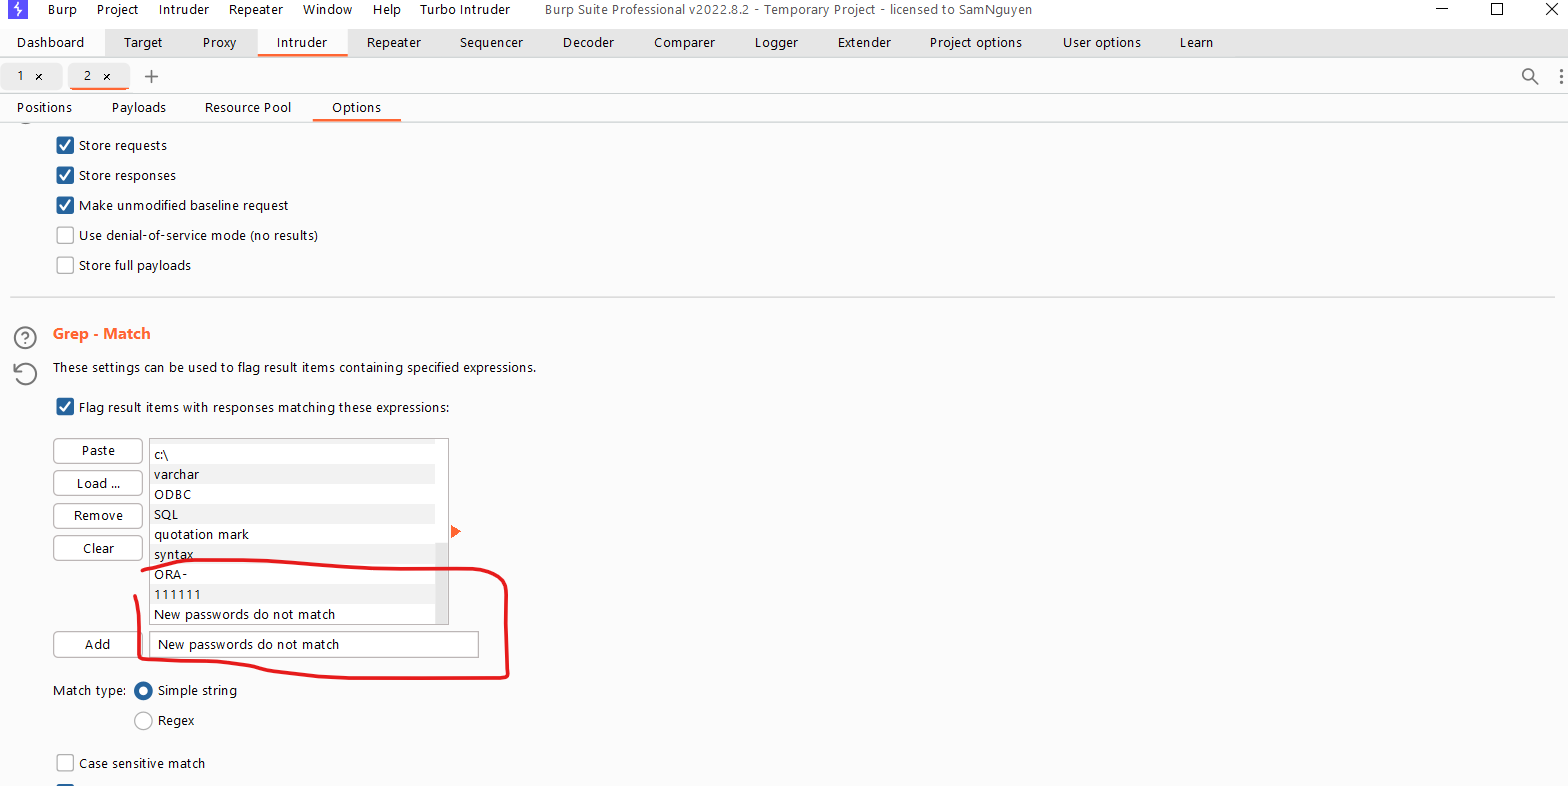 Burp Project Intruder Repeater Window Help Turbo Intruder Burp Suite Professional v2022.8.2 - Temporary Project - licensed to SamNguyen
Dashboard Target Proxy Intruder Repeater Sequencer Decoder Comparer Logger Extender Project options User options Learn
1 × 2 × +
Positions Payloads Resource Pool Options
Store requests
Store responses
Make unmodified baseline request
Use denial-of-service mode (no results)
Store full payloads
Grep - Match
These settings can be used to flag result items containing specified expressions.
Flag result items with responses matching these expressions:
Paste
Load ...
Remove
Clear
c:\
varchar
ODBC
SQL
quotation mark
syntax
ORA-
111111
New passwords do not match
Add New passwords do not match
Match type: Simple string
Regex
Case sensitive match